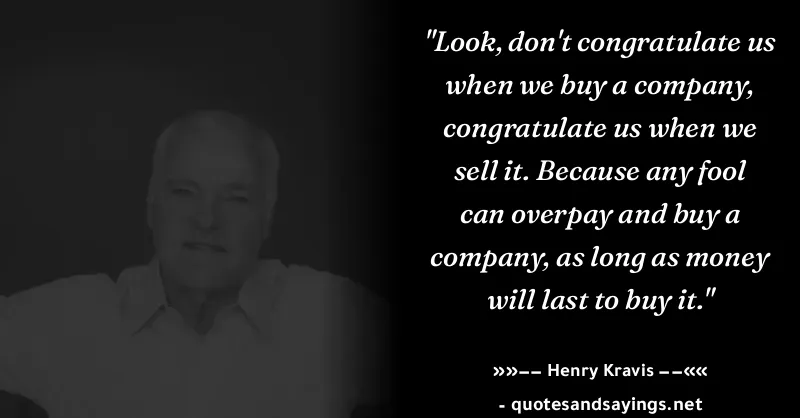 "Look, don't congratulate us
when we buy a company,
congratulate us when we
sell it. Because any fool
can overpay and buy a
company, as long as money
will last to buy it."
»»−− Henry Kravis −−««
- quotesandsayings.net